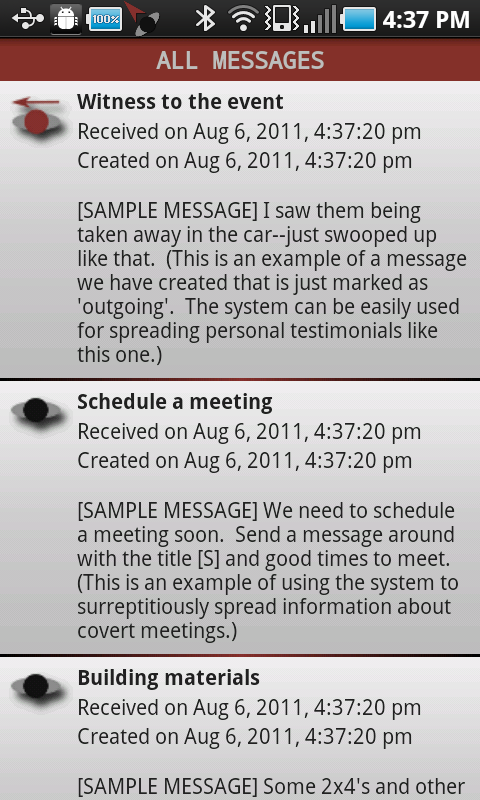 100% 4:37 PM
ALL MESSAGES
Witness to the event
Received on Aug 6, 2011, 4:37:20 pm
Created on Aug 6, 2011, 4:37:20 pm
[SAMPLE MESSAGE] I saw them being
taken away in the car--just swooped up
like that.  (This is an example of a message
we have created that is just marked as
'outgoing'.  The system can be easily used
for spreading personal testimonials like
this one.)
Schedule a meeting
Received on Aug 6, 2011, 4:37:20 pm
Created on Aug 6, 2011, 4:37:20 pm
[SAMPLE MESSAGE] We need to schedule
a meeting soon.  Send a message around
with the title [S] and good times to meet.
(This is an example of using the system to
surreptitiously spread information about
covert meetings.)
Building materials
Received on Aug 6, 2011, 4:37:20 pm
Created on Aug 6, 2011, 4:37:20 pm
[SAMPLE MESSAGE] Some 2x4's and other